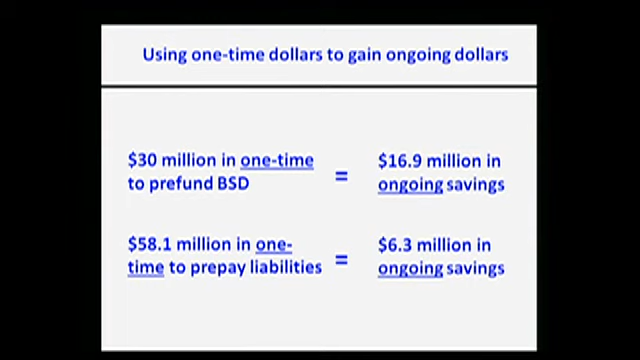 Using one-time dollars to gain ongoing dollars
$30 million in one-time
to prefund BSD
=
$16.9 million in
ongoing savings
$58.1 million in one-
time to prepay liabilities
=
$6.3 million in
ongoing savings